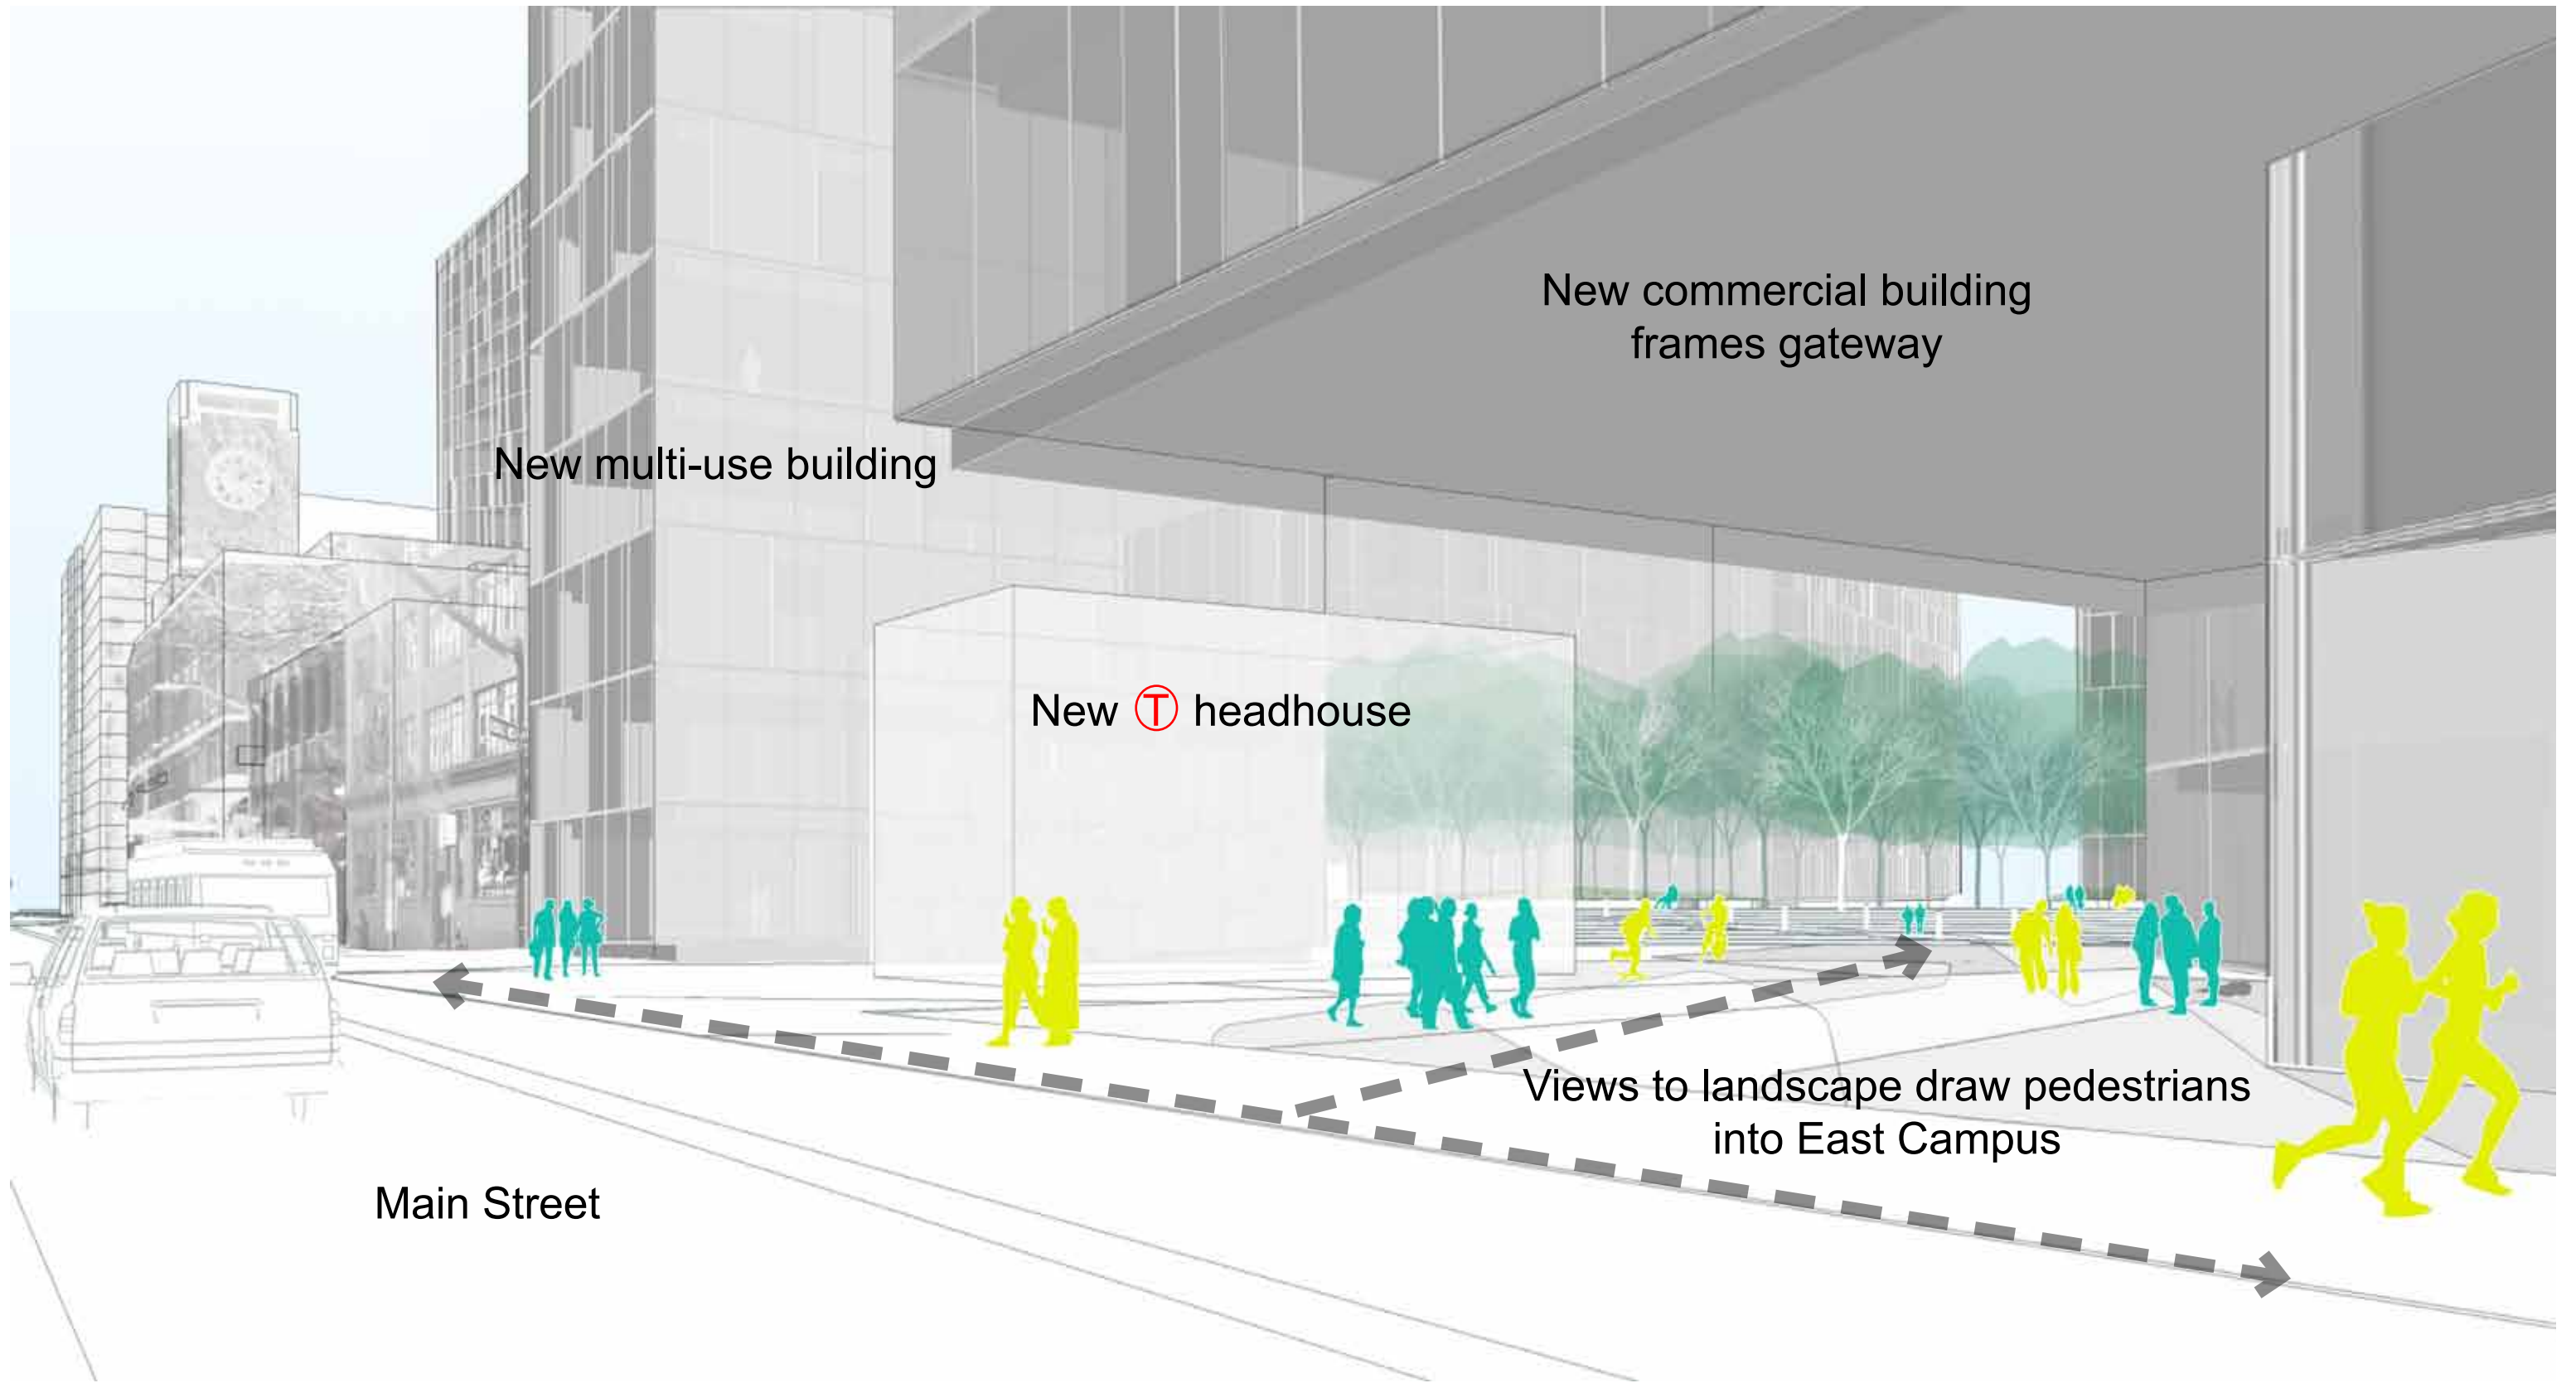 New commercial building
frames gateway
New multi-use building
New Ⓣ headhouse
Views to landscape draw pedestrians
into East Campus
Main Street